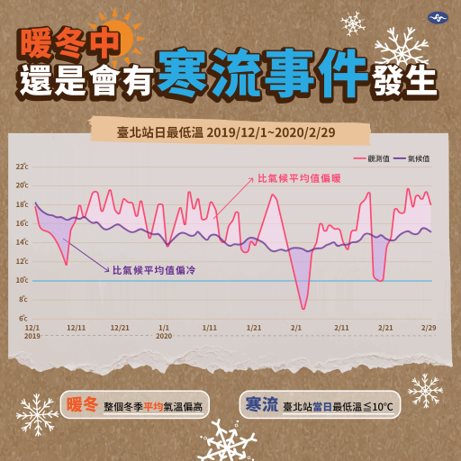 暖冬中
還是會有寒流事件發生
臺北站日最低溫 2019/12/1~2020/2/29
觀測值 氣候值
比氣候平均值偏暖
比氣候平均值偏冷
22℃
20℃
18℃
16℃
14℃
12℃
10℃
8℃
6℃
12/1 12/11 12/21 1/1 1/11 1/21 2/1 2/11 2/21 2/29
2019 2020
暖冬 整個冬季平均氣溫偏高
寒流 臺北站當日最低溫≦10℃